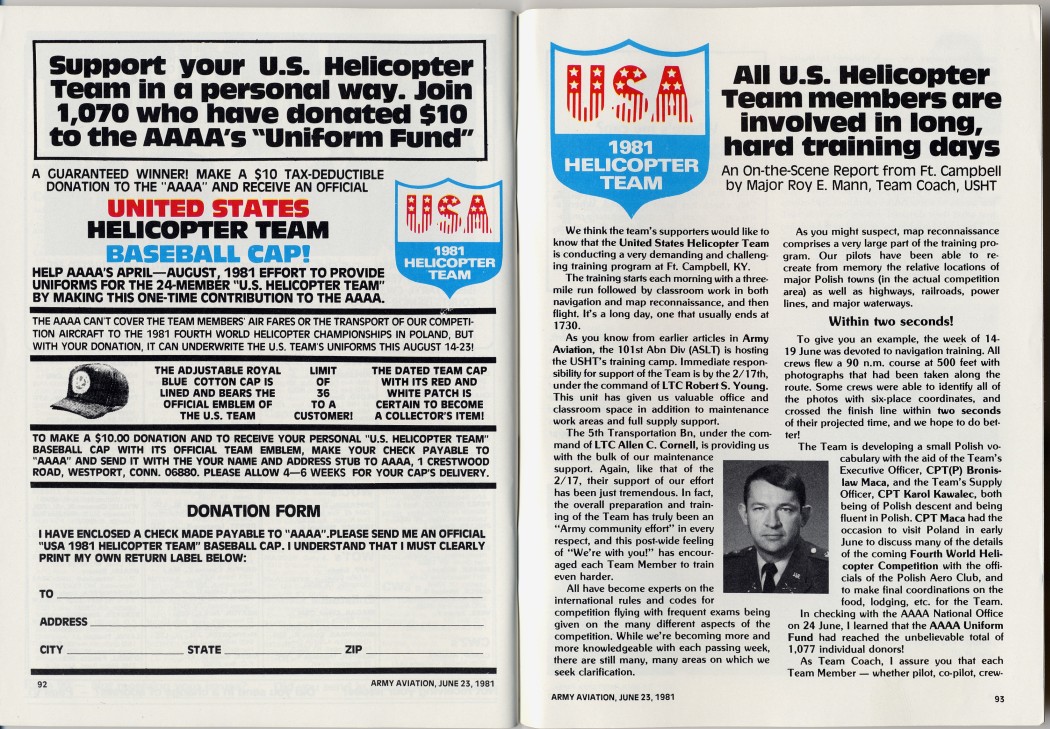 Support your U.S. Helicopter
Team in a personal way. Join
1,070 who have donated $10
to the AAAA's "Uniform Fund"
A GUARANTEED WINNER! MAKE A $10 TAX-DEDUCTIBLE
DONATION TO THE "AAAA" AND RECEIVE AN OFFICIAL
UNITED STATES
HELICOPTER TEAM
BASEBALL CAP!
HELP AAAA'S APRIL—AUGUST, 1981 EFFORT TO PROVIDE
UNIFORMS FOR THE 24-MEMBER "U.S. HELICOPTER TEAM"
BY MAKING THIS ONE-TIME CONTRIBUTION TO THE AAAA.
USA
1981
HELICOPTER
TEAM
THE AAAA CAN'T COVER THE TEAM MEMBERS' AIR FARES OR THE TRANSPORT OF OUR COMPETI-
TION AIRCRAFT TO THE 1981 FOURTH WORLD HELICOPTER CHAMPIONSHIPS IN POLAND, BUT
WITH YOUR DONATION, IT CAN UNDERWRITE THE U.S. TEAM'S UNIFORMS THIS AUGUST 14-23!
THE ADJUSTABLE ROYAL
BLUE COTTON CAP IS
LINED AND BEARS THE
OFFICIAL EMBLEM OF
THE U.S. TEAM
LIMIT
OF
36
TO A
CUSTOMER!
THE DATED TEAM CAP
WITH ITS RED AND
WHITE PATCH IS
CERTAIN TO BECOME
A COLLECTOR'S ITEM!
TO MAKE A $10.00 DONATION AND TO RECEIVE YOUR PERSONAL "U.S. HELICOPTER TEAM"
BASEBALL CAP WITH ITS OFFICIAL TEAM EMBLEM, MAKE YOUR CHECK PAYABLE TO
"AAAA" AND SEND IT WITH THE YOUR NAME AND ADDRESS STUB TO AAAA, 1 CRESTWOOD
ROAD, WESTPORT, CONN. 06880. PLEASE ALLOW 4—6 WEEKS FOR YOUR CAP'S DELIVERY.
DONATION FORM
I HAVE ENCLOSED A CHECK MADE PAYABLE TO "AAAA".PLEASE SEND ME AN OFFICIAL
"USA 1981 HELICOPTER TEAM" BASEBALL CAP. I UNDERSTAND THAT I MUST CLEARLY
PRINT MY OWN RETURN LABEL BELOW:
TO
ADDRESS
CITY STATE ZIP
92 ARMY AVIATION, JUNE 23, 1981
USA
1981
HELICOPTER
TEAM
All U.S. Helicopter
Team members are
involved in long,
hard training days
An On-the-Scene Report from Ft. Campbell
by Major Roy E. Mann, Team Coach, USHT
We think the team's supporters would like to
know that the United States Helicopter Team
is conducting a very demanding and challeng-
ing training program at Ft. Campbell, KY.
The training starts each morning with a three-
mile run followed by classroom work in both
navigation and map reconnaissance, and then
flight. It's a long day, one that usually ends at
1730.
As you know from earlier articles in Army
Aviation, the 101st Abn Div (ASLT) is hosting
the USHT's training camp. Immediate respon-
sibility for support of the Team is by the 2/17th,
under the command of LTC Robert S. Young.
This unit has given us valuable office and
classroom space in addition to maintenance
work areas and full supply support.
The 5th Transportation Bn, under the com-
mand of LTC Allen C. Cornell, is providing us
with the bulk of our maintenance
support. Again, like that of the
2/17, their support of our effort
has been just tremendous. In fact,
the overall preparation and train-
ing of the Team has truly been an
"Army community effort" in every
respect, and this post-wide feeling
of "We're with you!" has encour-
aged each Team Member to train
even harder.
All have become experts on the
international rules and codes for
competition flying with frequent exams being
given on the many different aspects of the
competition. While we're becoming more and
more knowledgeable with each passing week,
there are still many, many areas on which we
seek clarification.
As you might suspect, map reconnaissance
comprises a very large part of the training pro-
gram. Our pilots have been able to re-
create from memory the relative locations of
major Polish towns (in the actual competition
area) as well as highways, railroads, power
lines, and major waterways.
Within two seconds!
To give you an example, the week of 14-
19 June was devoted to navigation training. All
crews flew a 90 n.m. course at 500 feet with
photographs that had been taken along the
route. Some crews were able to identify all of
the photos with six-place coordinates, and
crossed the finish line within two seconds
of their projected time, and we hope to do bet-
ter!
The Team is developing a small Polish vo-
cabulary with the aid of the Team's
Executive Officer, CPT(P) Bronis-
law Maca, and the Team's Supply
Officer, CPT Karol Kawalec, both
being of Polish descent and being
fluent in Polish. CPT Maca had the
occasion to visit Poland in early
June to discuss many of the details
of the coming Fourth World Heli-
copter Competition with the offi-
cials of the Polish Aero Club, and
to make final coordinations on the
food, lodging, etc. for the Team.
In checking with the AAAA National Office
on 24 June, I learned that the AAAA Uniform
Fund had reached the unbelievable total of
1,077 individual donors!
As Team Coach, I assure you that each
Team Member — whether pilot, co-pilot, crew-
ARMY AVIATION, JUNE 23, 1981 93